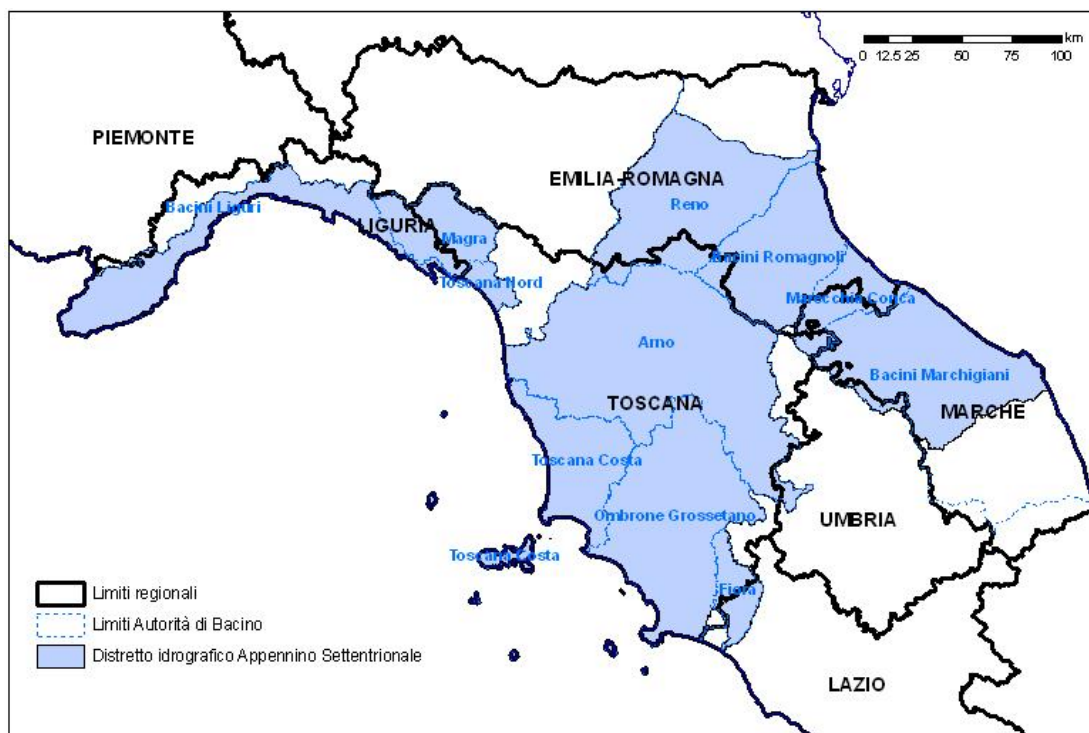 km
0 12.5 25 50 75 100
PIEMONTE
EMILIA-ROMAGNA
Bacini Liguri
Reno
LIGURIA
Magra
Bacini Romagnoli
Toscana Nord
Marecchia Conca
Arno
Bacini Marchigiani
TOSCANA
MARCHE
Toscana Costa
Ombrone Grossetano
UMBRIA
Toscana Costa
Fiora
Limiti regionali
Limiti Autorità di Bacino
Distretto idrografico Appennino Settentrionale
LAZIO